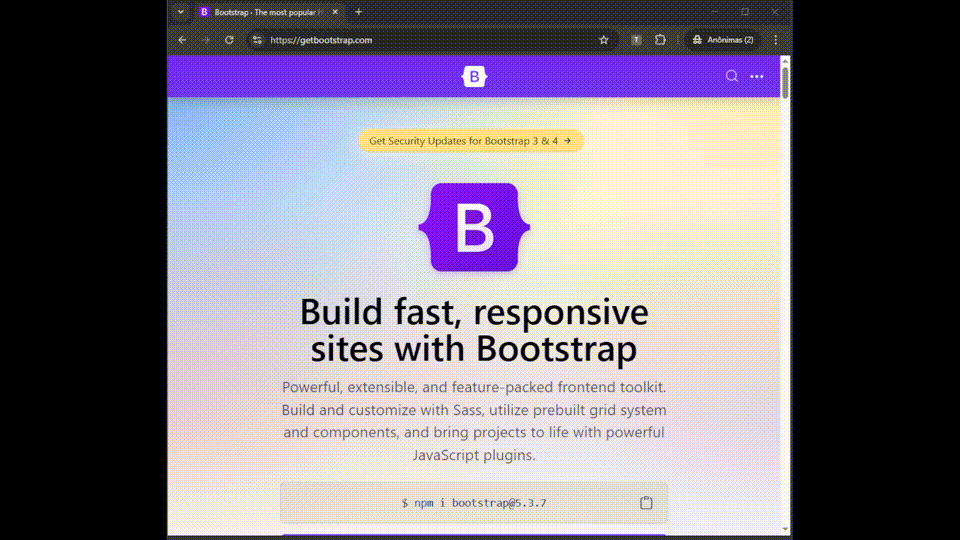 Bootstrap · The most popular H
https://getbootstrap.com
T
Anônimas (2)
B
Get Security Updates for Bootstrap 3 & 4 →
B
Build fast, responsive
sites with Bootstrap
Powerful, extensible, and feature-packed frontend toolkit.
Build and customize with Sass, utilize prebuilt grid system
and components, and bring projects to life with powerful
JavaScript plugins.
$ npm i bootstrap@5.3.7